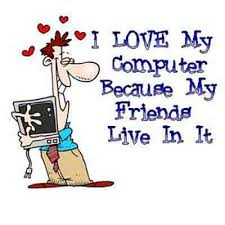 I LOVE My
Computer
Because My
Friends
Live In It